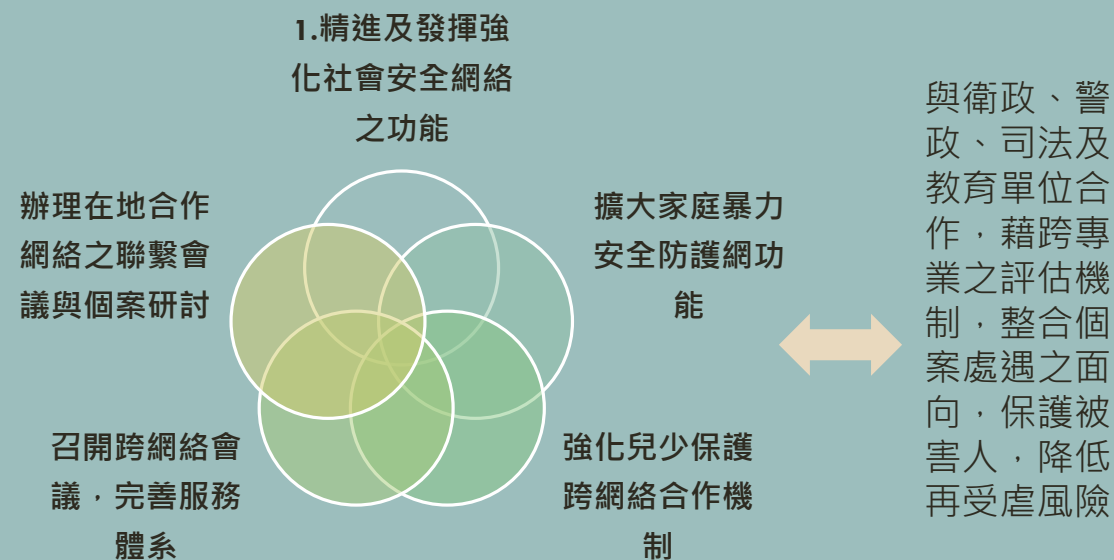 1.精進及發揮強
化社會安全網絡
之功能
擴大家庭暴力
安全防護網功
能
強化兒少保護
跨網絡合作機
制
召開跨網絡會
議，完善服務
體系
辦理在地合作
網絡之聯繫會
議與個案研討
與衛政、警
政、司法及
教育單位合
作，藉跨專
業之評估機
制，整合個
案處遇之面
向，保護被
害人，降低
再受虐風險